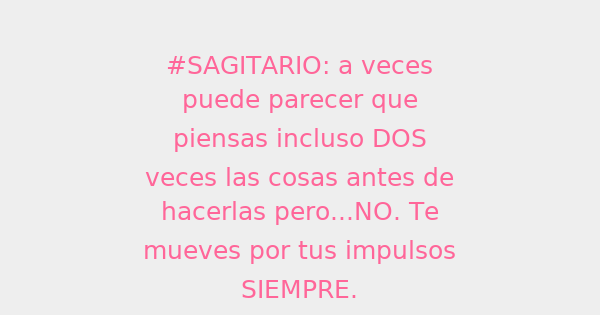 #SAGITARIO: a veces
puede parecer que
piensas incluso DOS
veces las cosas antes de
hacerlas pero...NO. Te
mueves por tus impulsos
SIEMPRE.